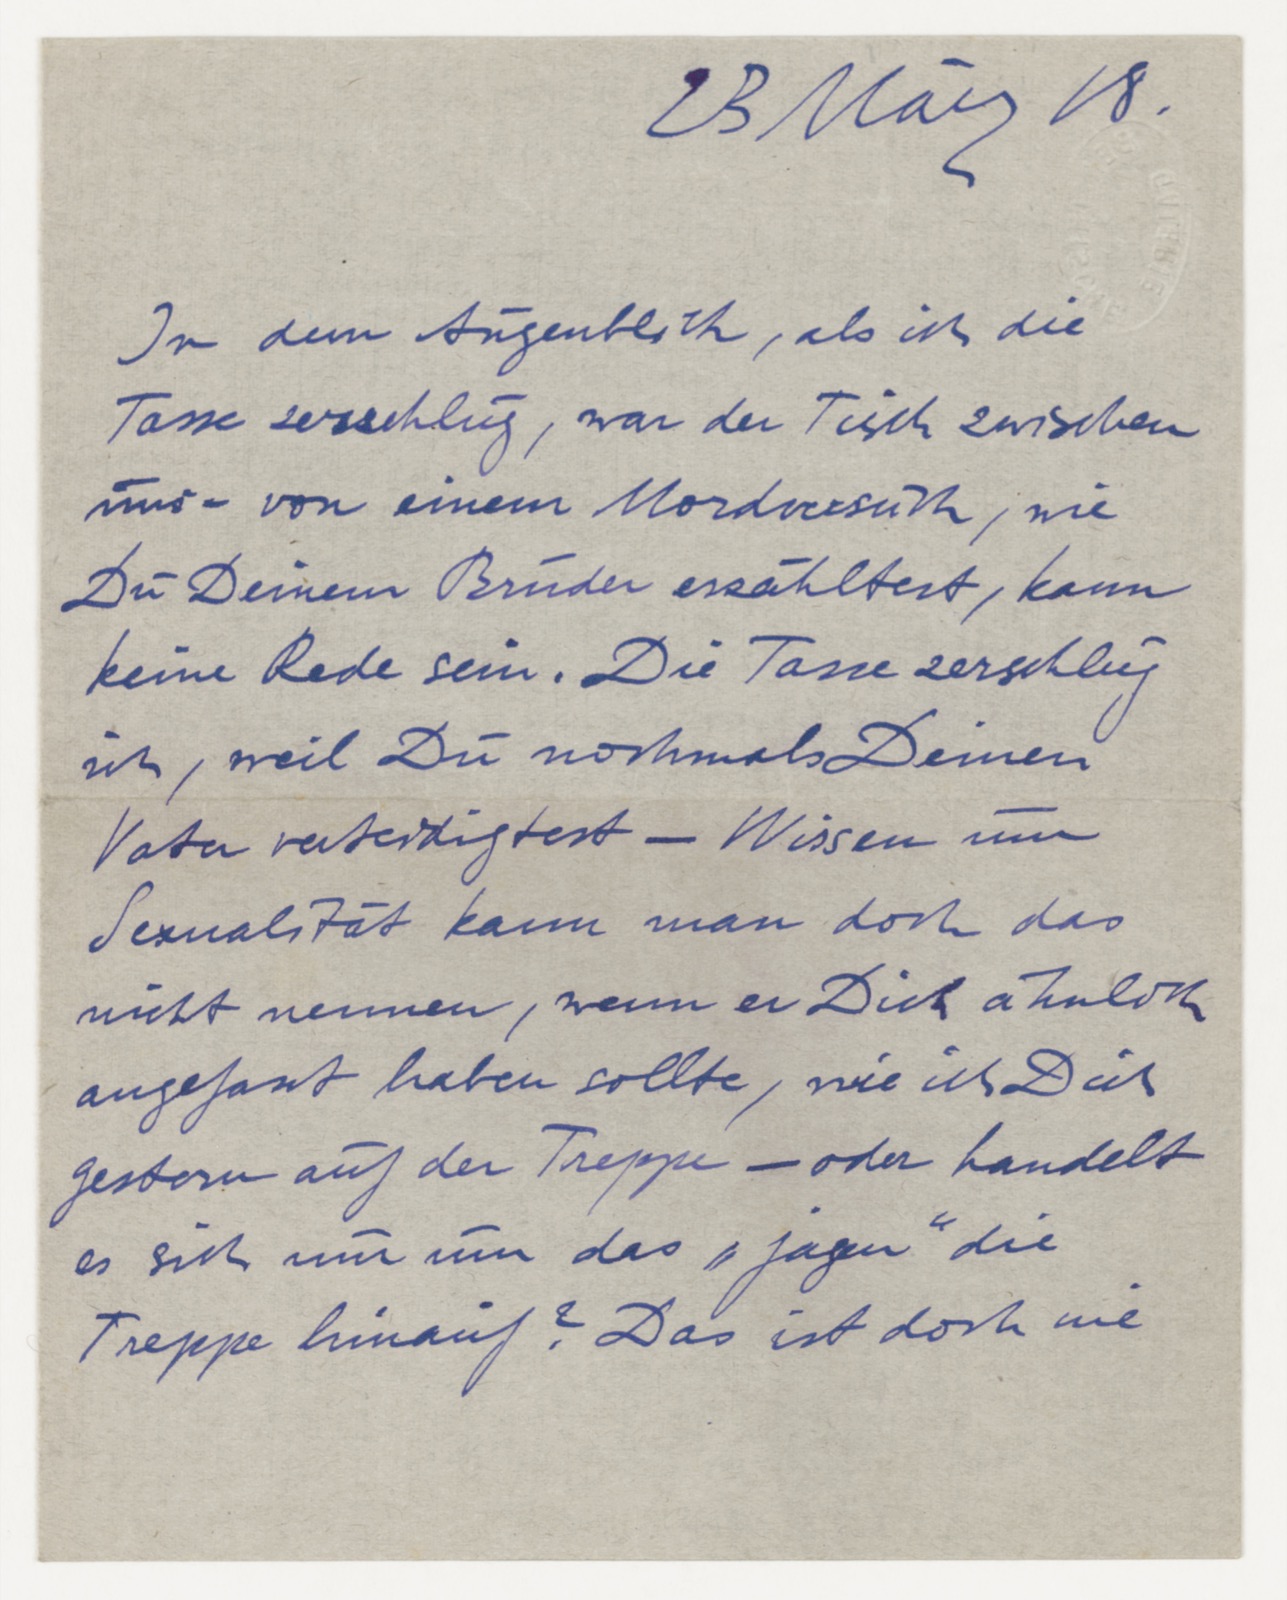 23 März 18.
In dem Augenblick, als ich die
Tasse zerschlug, war der Tisch zwischen
uns - von einem Mordversuch, wie
Du Deinem Bruder erzähltest, kann
keine Rede sein. Die Tasse zerschlug
ich, weil Du nochmals Deinen
Vater verteidigtest — Wissen um
Sexualität kann man doch das
nicht nennen, wenn er Dich ähnlich
angefasst haben sollte, wie ich Dich
gestern auf der Treppe — oder handelt
es sich nur um das „jagen“ die
Treppe hinauf? Das ist doch nie